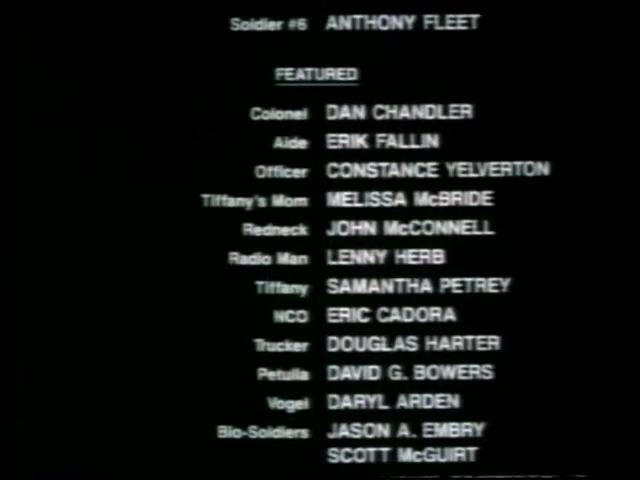 Soldier #6 ANTHONY FLEET
FEATURED
Colonel DAN CHANDLER
Aide ERIK FALLIN
Officer CONSTANCE YELVERTON
Tiffany's Mom MELISSA McBRIDE
Redneck JOHN McCONNELL
Radio Man LENNY HERB
Tiffany SAMANTHA PETREY
NCO ERIC CADORA
Trucker DOUGLAS HARTER
Petulla DAVID G. BOWERS
Vogel DARYL ARDEN
Bio-Soldiers JASON A. EMBRY
SCOTT McGUIRT